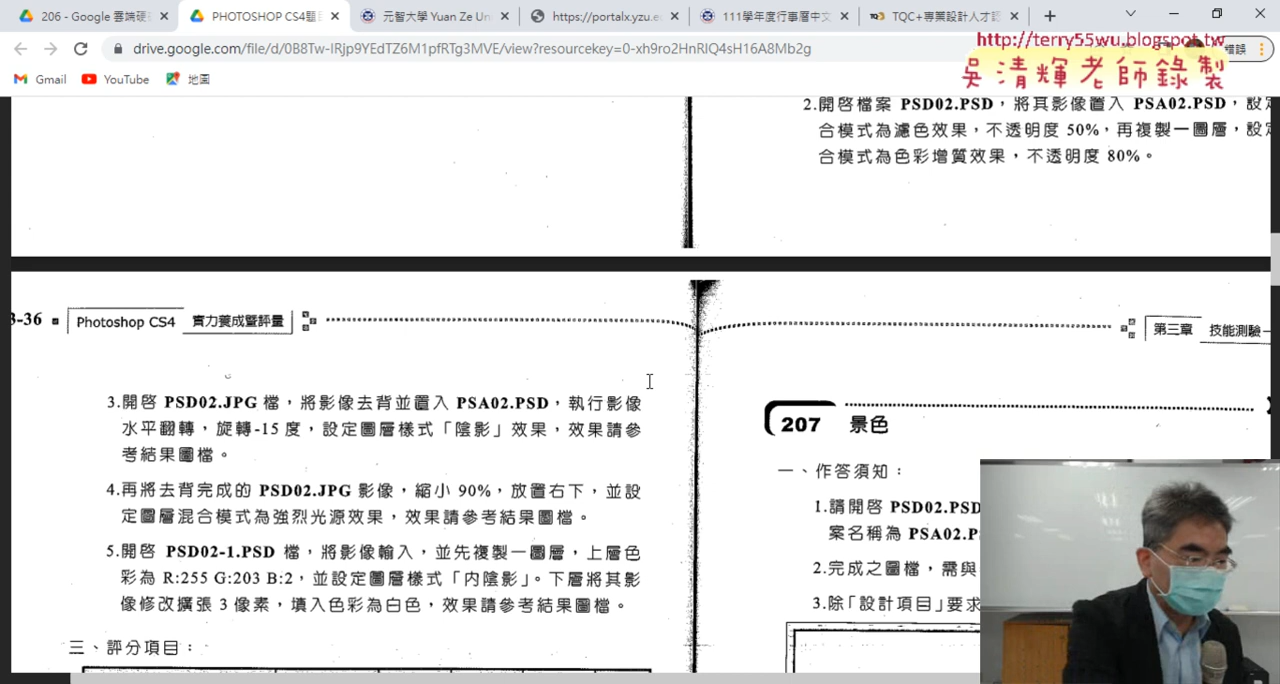 206 - Google 雲端硬
PHOTOSHOP CS4題
元智大學 Yuan Ze Un
https://portalx.yzu.e
111學年度行事曆中文
TQC+專業設計人才認
drive.google.com/file/d/0B8Tw-lRjp9YEdTZ6M1pfRTg3MVE/view?resourcekey=0-xh9ro2HnRIQ4sH16A8Mb2g
http://terry55wu.blogspot.tw
吳清輝老師錄製
Gmail
YouTube
地圖
2.開啓檔案 PSD02.PSD，將其影像置入 PSA02.PSD，設定
合模式為濾色效果，不透明度 50%，再複製一圖層，設定
合模式為色彩增質效果，不透明度 80%。
3-36
Photoshop CS4 實力養成暨評量
3.開啓 PSD02.JPG 檔，將影像去背並置入 PSA02.PSD，執行影像
水平翻轉，旋轉-15 度，設定圖層樣式「陰影」效果，效果請參
考結果圖檔。
4.再將去背完成的 PSD02.JPG 影像，縮小 90%，放置右下，並設
定圖層混合模式為強烈光源效果，效果請參考結果圖檔。
5.開啓 PSD02-1.PSD 檔，將影像輸入，並先複製一圖層，上層色
彩為 R:255 G:203 B:2，並設定圖層樣式「內陰影」。下層將其影
像修改擴張 3 像素，填入色彩為白色，效果請參考結果圖檔。
三、評分項目：
第三章 技能測驗
207 景色
一、作答須知：
1.請開啓 PSD02.PSD
案名稱為 PSA02.P
2.完成之圖檔，需與
3.除「設計項目」要求